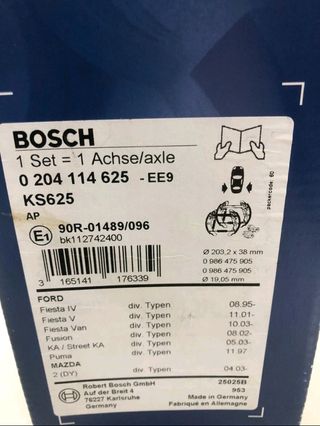 BOSCH
1 Set = 1 Achse/axle
0 204 114 625 - EE9
KS625
AP
E1 90R-01489/096
bk112742400
3 165141 176339
packercode: 60
Ø 203,2 x 38 mm
0 986 475 905
0 986 475 905
Ø 19,05 mm
FORD
Fiesta IV div. Typen 08.95-
Fiesta V div. Typen 11.01-
Fiesta Van div. Typen 10.03-
Fusion div. Typen 08.02-
KA / Street KA div. Typen 05.03-
Puma div. Typen 11.97
MAZDA
2 (DY) div. Typen 04.03-
Robert Bosch GmbH 25025B
Auf der Breit 4 953
76227 Karlsruhe Made in Germany
Germany Fabriqué en Allemagne